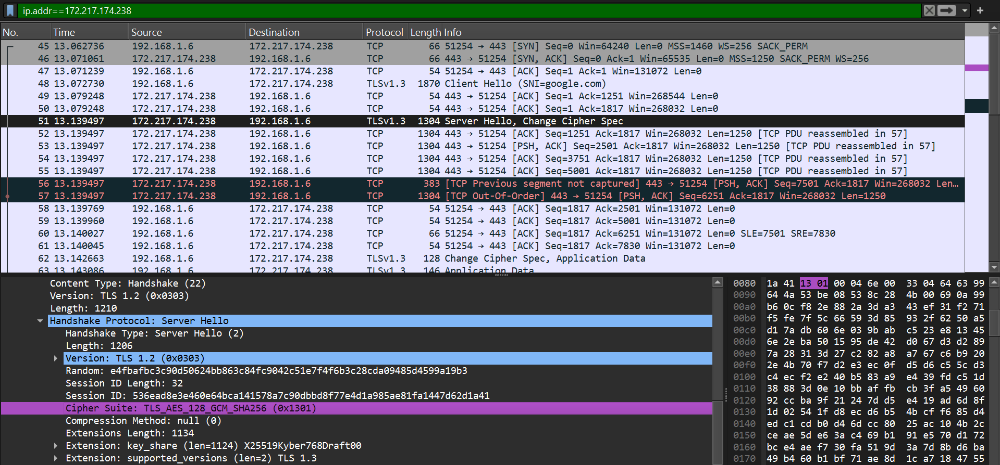 ip.addr==172.217.174.238
No. Time Source Destination Protocol Length Info
45 13.062736 192.168.1.6 172.217.174.238 TCP 66 51254 → 443 [SYN] Seq=0 Win=64240 Len=0 MSS=1460 WS=256 SACK_PERM
46 13.071061 172.217.174.238 192.168.1.6 TCP 66 443 → 51254 [SYN, ACK] Seq=0 Ack=1 Win=65535 Len=0 MSS=1250 SACK_PERM WS=256
47 13.071239 192.168.1.6 172.217.174.238 TCP 54 51254 → 443 [ACK] Seq=1 Ack=1 Win=131072 Len=0
48 13.072730 192.168.1.6 172.217.174.238 TLSv1.3 1870 Client Hello (SNI=google.com)
49 13.079248 172.217.174.238 192.168.1.6 TCP 54 443 → 51254 [ACK] Seq=1 Ack=1251 Win=268544 Len=0
50 13.079248 172.217.174.238 192.168.1.6 TCP 54 443 → 51254 [ACK] Seq=1 Ack=1817 Win=268032 Len=0
51 13.139497 172.217.174.238 192.168.1.6 TLSv1.3 1304 Server Hello, Change Cipher Spec
52 13.139497 172.217.174.238 192.168.1.6 TCP 1304 443 → 51254 [ACK] Seq=1251 Ack=1817 Win=268032 Len=1250 [TCP PDU reassembled in 57]
53 13.139497 172.217.174.238 192.168.1.6 TCP 1304 443 → 51254 [PSH, ACK] Seq=2501 Ack=1817 Win=268032 Len=1250 [TCP PDU reassembled in 57]
54 13.139497 172.217.174.238 192.168.1.6 TCP 1304 443 → 51254 [ACK] Seq=3751 Ack=1817 Win=268032 Len=1250 [TCP PDU reassembled in 57]
55 13.139497 172.217.174.238 192.168.1.6 TCP 1304 443 → 51254 [ACK] Seq=5001 Ack=1817 Win=268032 Len=1250 [TCP PDU reassembled in 57]
56 13.139497 172.217.174.238 192.168.1.6 TCP 383 [TCP Previous segment not captured] 443 → 51254 [PSH, ACK] Seq=7501 Ack=1817 Win=268032 Len…
57 13.139497 172.217.174.238 192.168.1.6 TCP 1304 [TCP Out-Of-Order] 443 → 51254 [PSH, ACK] Seq=6251 Ack=1817 Win=268032 Len=1250
58 13.139769 192.168.1.6 172.217.174.238 TCP 54 51254 → 443 [ACK] Seq=1817 Ack=2501 Win=131072 Len=0
59 13.139960 192.168.1.6 172.217.174.238 TCP 54 51254 → 443 [ACK] Seq=1817 Ack=5001 Win=131072 Len=0
60 13.140027 192.168.1.6 172.217.174.238 TCP 66 51254 → 443 [ACK] Seq=1817 Ack=6251 Win=131072 Len=0 SLE=7501 SRE=7830
61 13.140045 192.168.1.6 172.217.174.238 TCP 54 51254 → 443 [ACK] Seq=1817 Ack=7830 Win=131072 Len=0
62 13.142663 192.168.1.6 172.217.174.238 TLSv1.3 128 Change Cipher Spec, Application Data
63 13.143086 192.168.1.6 172.217.174.238 TLSv1.3 146 Application Data
Content Type: Handshake (22)
Version: TLS 1.2 (0x0303)
Length: 1210
Handshake Protocol: Server Hello
Handshake Type: Server Hello (2)
Length: 1206
Version: TLS 1.2 (0x0303)
Random: e4fbafbc3c90d50624bb863c84fc9042c51e7f4f6b3c28cda09485d4599a19b3
Session ID Length: 32
Session ID: 536ead8e3e460e64bca141578a7c90dbbd8f77e4d1a985ae81fa1447d62d1a41
Cipher Suite: TLS_AES_128_GCM_SHA256 (0x1301)
Compression Method: null (0)
Extensions Length: 1134
Extension: key_share (len=1124) X25519Kyber768Draft00
Extension: supported_versions (len=2) TLS 1.3
0080 1a 41 13 01 00 04 6e 00 33 04 64 63 99
0090 64 4a 53 be 08 53 8c 28 4b 00 69 0a 99
00a0 b6 0c f8 2e 88 2a 3d a3 43 ef 31 f2 71
00b0 f5 fe 7f 5c 66 59 3d 85 93 2f 62 50 a5
00c0 d1 7a db 60 6e 03 9b ab c5 23 e8 13 45
00d0 6e 2e ba 50 15 95 de 42 d0 67 d3 d2 89
00e0 7a 28 31 3d 27 c2 82 a8 a7 67 c6 b9 20
00f0 2e 4b 70 f7 d2 e3 ec 0f d5 d6 c5 5c d3
0100 c4 ec f2 e2 40 b5 83 a9 e4 39 fd c5 1d
0110 38 88 3d 0e 10 bb af fb cb 3f a5 49 60
0120 92 cc ba 9f 21 24 7d d5 e4 19 ad 6d 8f
0130 1d 02 54 1f d8 ec d6 b5 4b cf f6 85 d4
0140 ed c1 cd b0 d4 6d cc 80 25 ac 10 4b 2c
0150 ce ae 5d e6 3a c4 69 b1 91 e5 70 d1 72
0160 bc e4 ae f7 30 fa 51 9d 3a 7d 8b d6 ba
0170 49 b4 60 b1 bf 71 ae 8d 1c a7 18 47 55